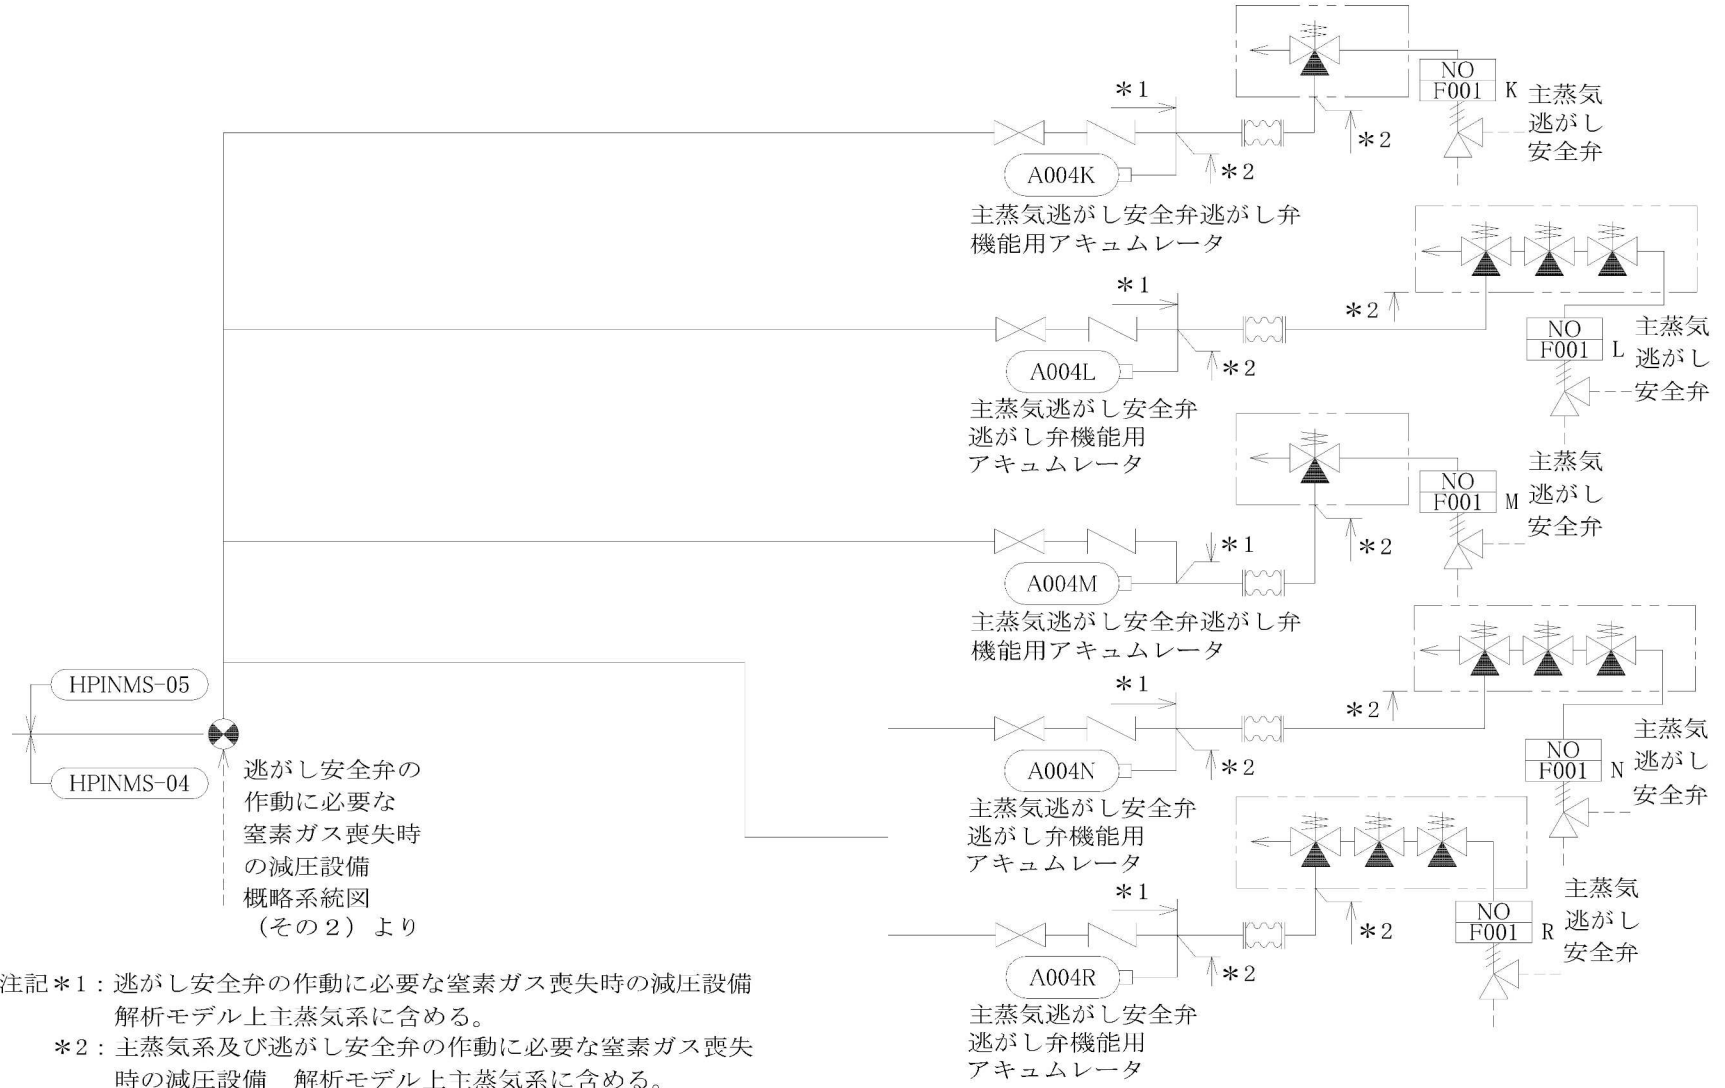 NO
F001
K
主蒸気
逃がし
安全弁
＊1
＊2
＊2
A004K
主蒸気逃がし安全弁逃がし弁
機能用アキュムレータ
＊1
＊2
＊2
NO
F001
L
主蒸気
逃がし
安全弁
A004L
主蒸気逃がし安全弁
逃がし弁機能用
アキュムレータ
NO
F001
M
主蒸気
逃がし
安全弁
＊1
＊2
A004M
主蒸気逃がし安全弁逃がし弁
機能用アキュムレータ
HPINMS-05
HPINMS-04
逃がし安全弁の
作動に必要な
窒素ガス喪失時
の減圧設備
概略系統図
（その２）より
＊1
＊2
＊2
NO
F001
N
主蒸気
逃がし
安全弁
A004N
主蒸気逃がし安全弁
逃がし弁機能用
アキュムレータ
＊1
＊2
＊2
NO
F001
R
主蒸気
逃がし
安全弁
A004R
主蒸気逃がし安全弁
逃がし弁機能用
アキュムレータ
注記＊1：逃がし安全弁の作動に必要な窒素ガス喪失時の減圧設備
解析モデル上主蒸気系に含める。
＊2：主蒸気系及び逃がし安全弁の作動に必要な窒素ガス喪失
時の減圧設備　解析モデル上主蒸気系に含める。